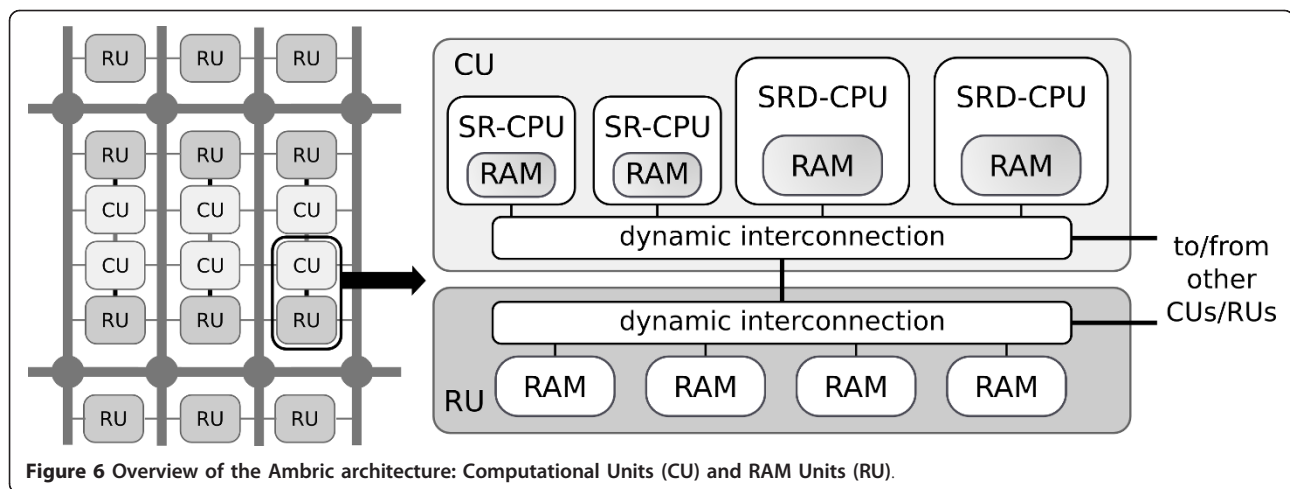 RU RU RU
RU RU RU
CU CU CU
CU CU CU
RU RU RU
RU RU RU
CU
SR-CPU SR-CPU SRD-CPU SRD-CPU
RAM RAM RAM RAM
dynamic interconnection
to/from
other
CUs/RUs
dynamic interconnection
RU
RAM RAM RAM RAM
Figure 6 Overview of the Ambric architecture: Computational Units (CU) and RAM Units (RU).